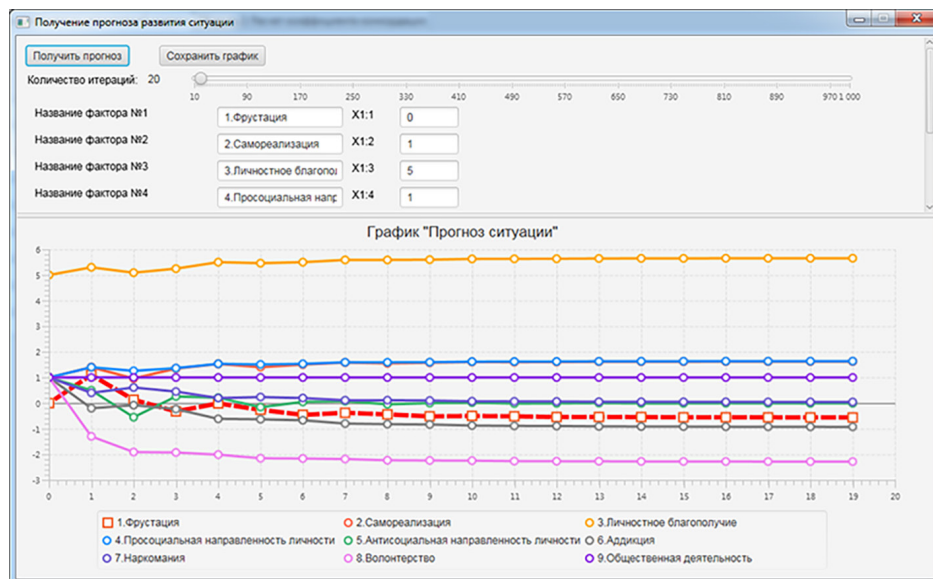 Получение прогноза развития ситуации
Получить прогноз Сохранить график
Количество итераций: 20
10 90 170 250 330 410 490 570 650 730 810 890 970 1 000
Название фактора №1 1.Фрустация X1:1 0
Название фактора №2 2.Самореализация X1:2 1
Название фактора №3 3.Личностное благопол X1:3 5
Название фактора №4 4.Просоциальная напр X1:4 1
График "Прогноз ситуации"
6
5
4
3
2
1
0
-1
-2
-3
0 1 2 3 4 5 6 7 8 9 10 11 12 13 14 15 16 17 18 19 20
1.Фрустация 2.Самореализация 3.Личностное благополучие
4.Просоциальная направленность личности 5.Антисоциальная направленность личности 6.Аддикция
7.Наркомания 8.Волонтерство 9.Общественная деятельность